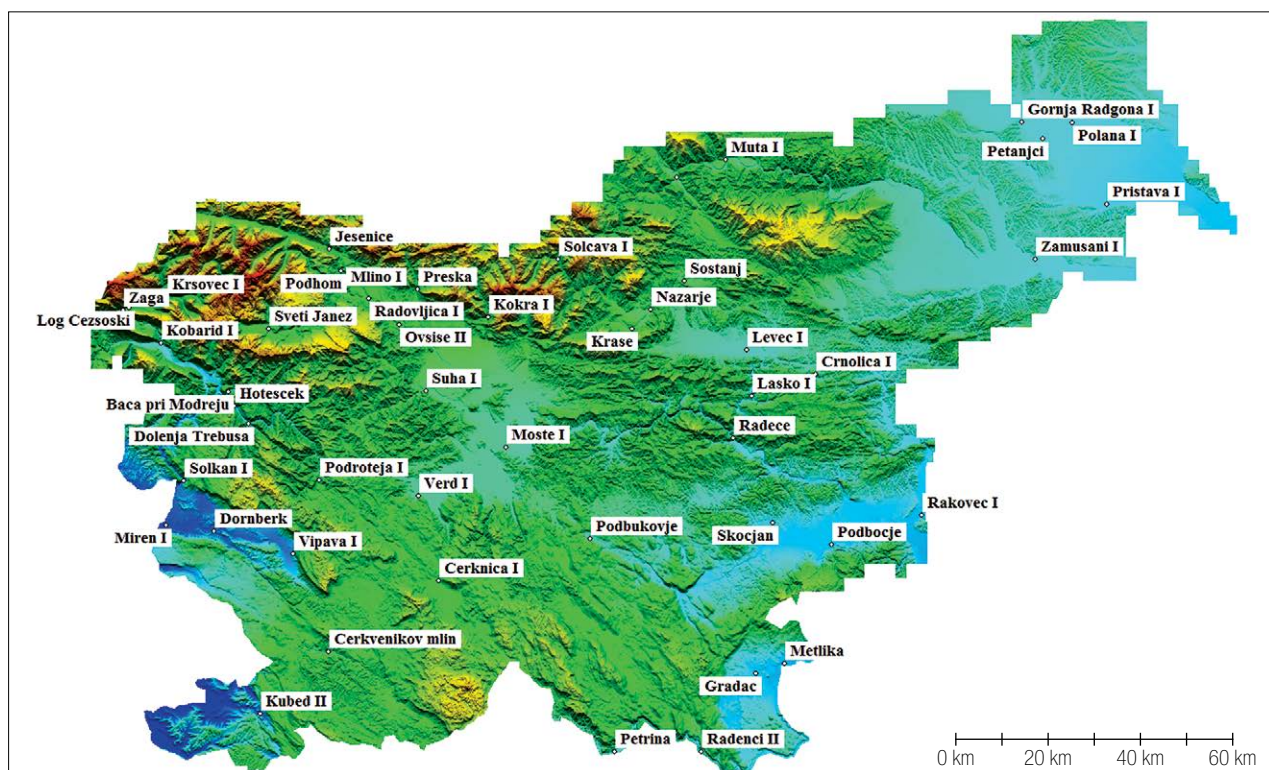 Gornja Radgona I
Polana I
Petanjci
Muta I
Pristava I
Jesenice
Solcava I
Zamusani I
Sostanj
Krsovec I
Podhom
Mlino I
Preska
Zaga
Nazarje
Kokra I
Radovljica I
Log Cezsoski
Sveti Janez
Kobarid I
Ovsise II
Krase
Levec I
Crnolica I
Suha I
Lasko I
Hotescek
Baca pri Modreju
Radece
Dolenja Trebusa
Moste I
Solkan I
Podroteja I
Verd I
Rakovec I
Dornberk
Podbukovje
Skocjan
Podbocje
Miren I
Vipava I
Cerknica I
Cerkvenikov mlin
Metlika
Gradac
Kubed II
Petrina
Radenci II
0 km 20 km 40 km 60 km